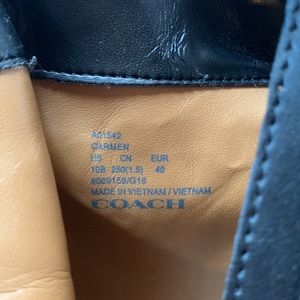 A01542
CARMEN
US CN EUR
10B 250(1.5) 40
6009159/G16
MADE IN VIETNAM / VIETNAM
COACH